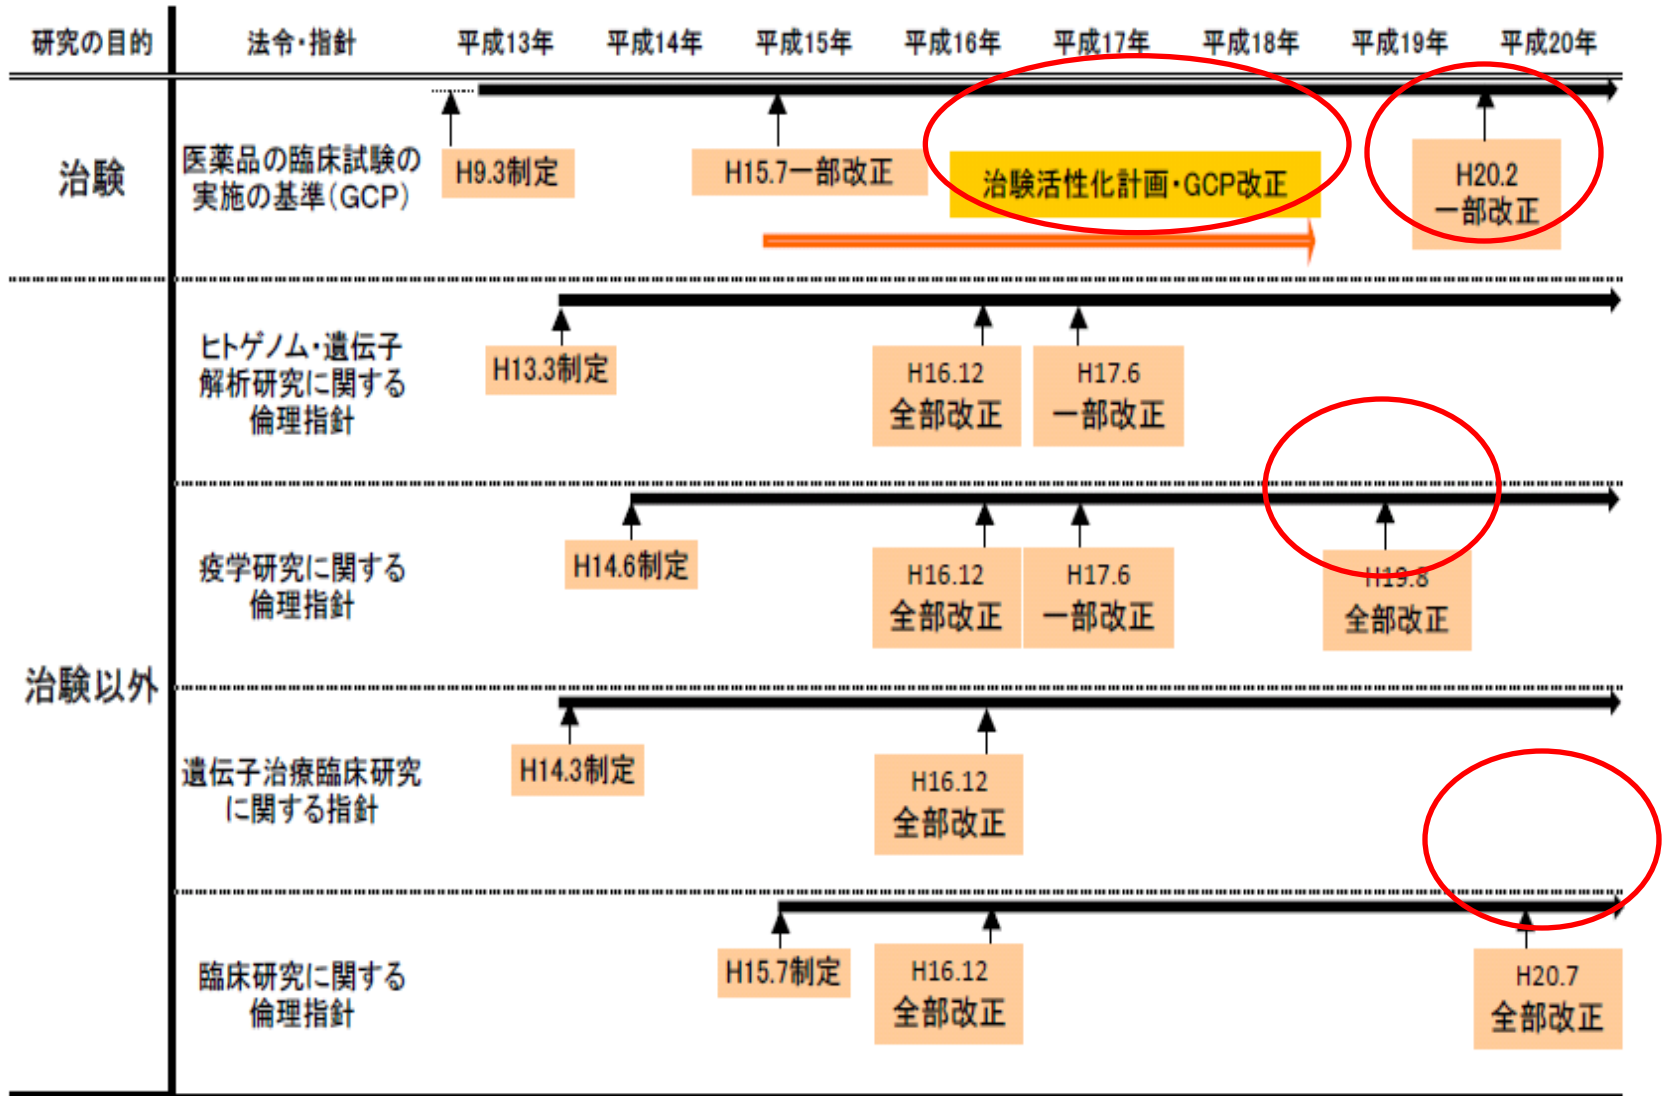 研究の目的
法令・指針
平成13年
平成14年
平成15年
平成16年
平成17年
平成18年
平成19年
平成20年
治験
医薬品の臨床試験の
実施の基準(GCP)
H9.3制定
H15.7一部改正
治験活性化計画・GCP改正
H20.2
一部改正
治験以外
ヒトゲノム・遺伝子
解析研究に関する
倫理指針
H13.3制定
H16.12
全部改正
H17.6
一部改正
疫学研究に関する
倫理指針
H14.6制定
H16.12
全部改正
H17.6
一部改正
H19.8
全部改正
遺伝子治療臨床研究
に関する指針
H14.3制定
H16.12
全部改正
臨床研究に関する
倫理指針
H15.7制定
H16.12
全部改正
H20.7
全部改正